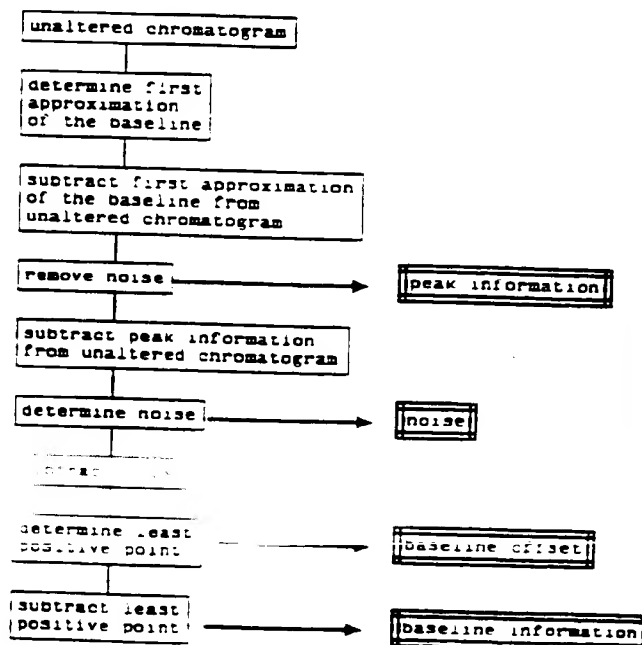 unaltered chromatogram
determine first
approximation
of the baseline
subtract first approximation
of the baseline from
unaltered chromatogram
remove noise
peak information
subtract peak information
from unaltered chromatogram
determine noise
noise
determine least
positive point
baseline offset
subtract least
positive point
baseline information